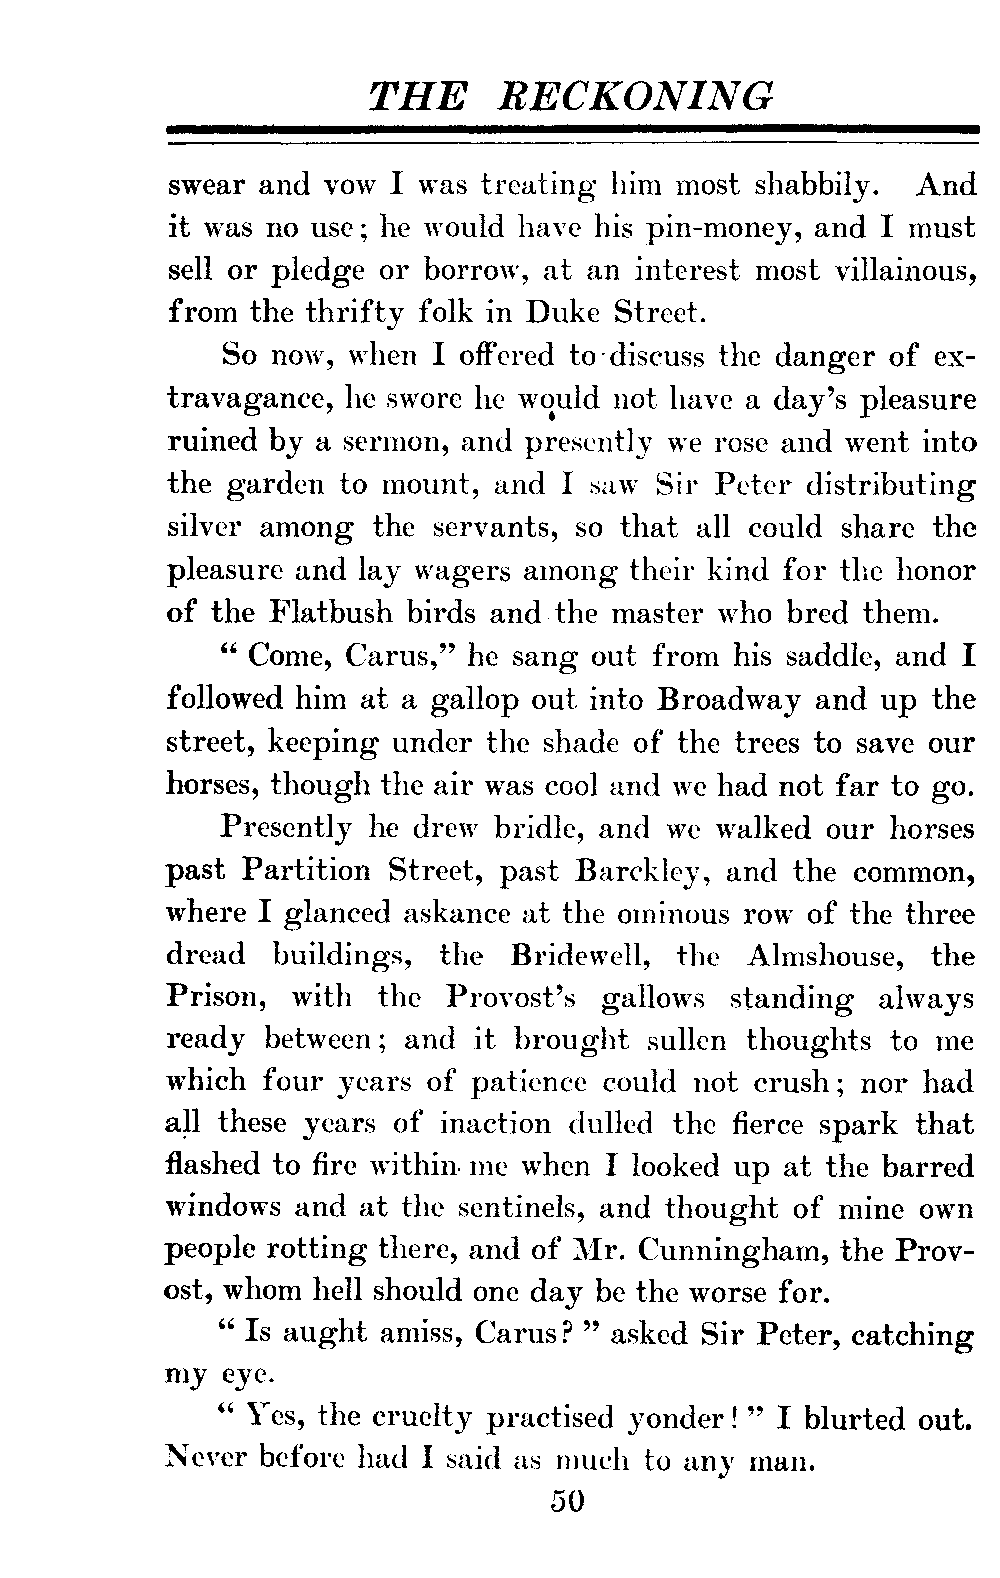 THE RECKONING
swear and vow I was treating him most shabbily. And
it was no use; he would have his pin-money, and I must
sell or pledge or borrow, at an interest most villainous,
from the thrifty folk in Duke Street.
So now, when I offered to discuss the danger of ex-
travagance, he swore he would not have a day's pleasure
ruined by a sermon, and presently we rose and went into
the garden to mount, and I saw Sir Peter distributing
silver among the servants, so that all could share the
pleasure and lay wagers among their kind for the honor
of the Flatbush birds and the master who bred them.
“ Come, Carus,” he sang out from his saddle, and I
followed him at a gallop out into Broadway and up the
street, keeping under the shade of the trees to save our
horses, though the air was cool and we had not far to go.
Presently he drew bridle, and we walked our horses
past Partition Street, past Barckley, and the common,
where I glanced askance at the ominous row of the three
dread buildings, the Bridewell, the Almshouse, the
Prison, with the Provost's gallows standing always
ready between; and it brought sullen thoughts to me
which four years of patience could not crush; nor had
all these years of inaction dulled the fierce spark that
flashed to fire within me when I looked up at the barred
windows and at the sentinels, and thought of mine own
people rotting there, and of Mr. Cunningham, the Prov-
ost, whom hell should one day be the worse for.
“ Is aught amiss, Carus? ” asked Sir Peter, catching
my eye.
“ Yes, the cruelty practised yonder! ” I blurted out.
Never before had I said as much to any man.
50